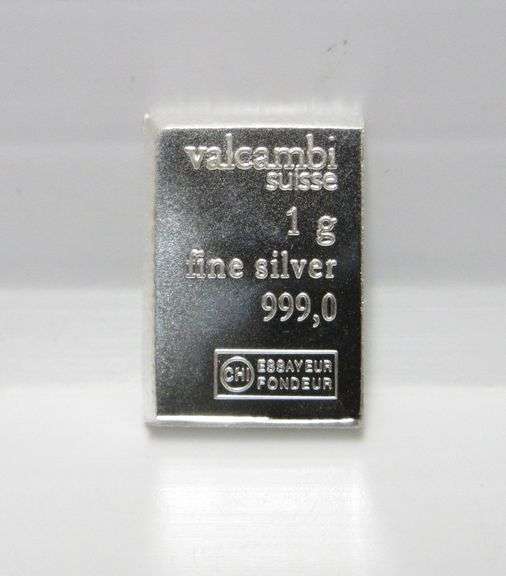 valcambi
suisse
1 g
fine silver
999,0
CHI ESSAYEUR
FONDEUR